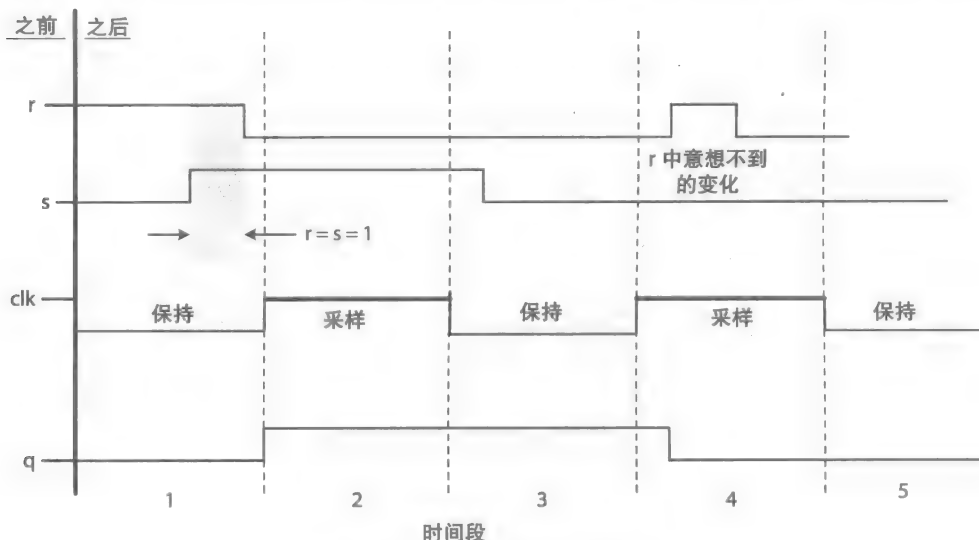 之前 之后
r
r 中意想不到
的变化
s
r = s = 1
clk
保持 采样 保持 采样 保持
q
1 2 3 4 5
时间段